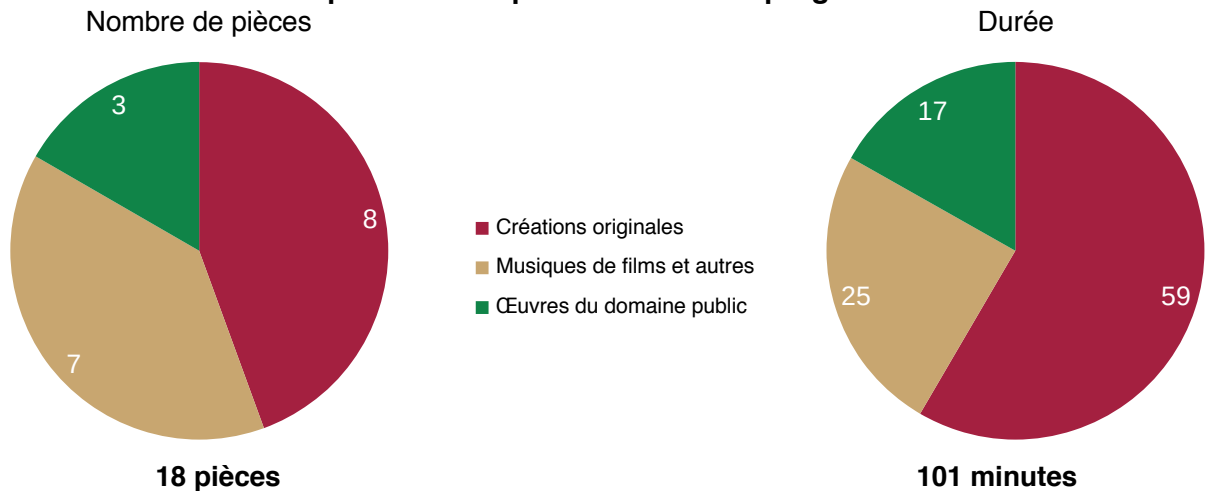 Nombre de pièces
Durée
3
8
7
17
25
59
Créations originales
Musiques de films et autres
Œuvres du domaine public
18 pièces
101 minutes